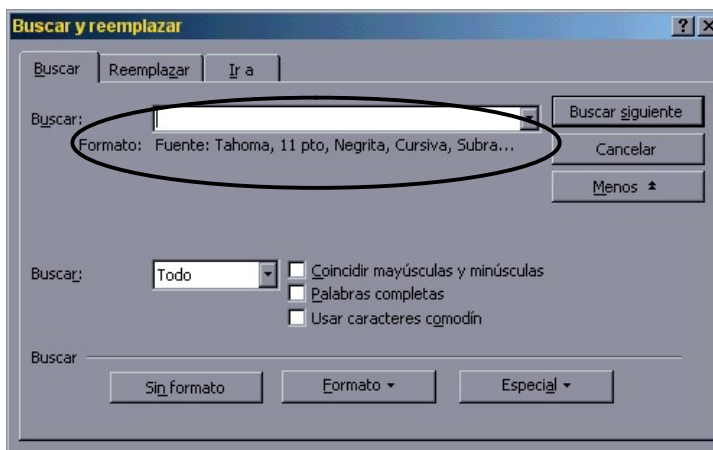 Buscar y reemplazar
Buscar Reemplazar Ir a
Buscar: Buscar siguiente
Formato: Fuente: Tahoma, 11 pto, Negrita, Cursiva, Subra... Cancelar
Menos
Buscar: Todo Coincidir mayúsculas y minúsculas
Palabras completas
Usar caracteres comodín
Buscar
Sin formato Formato Especial